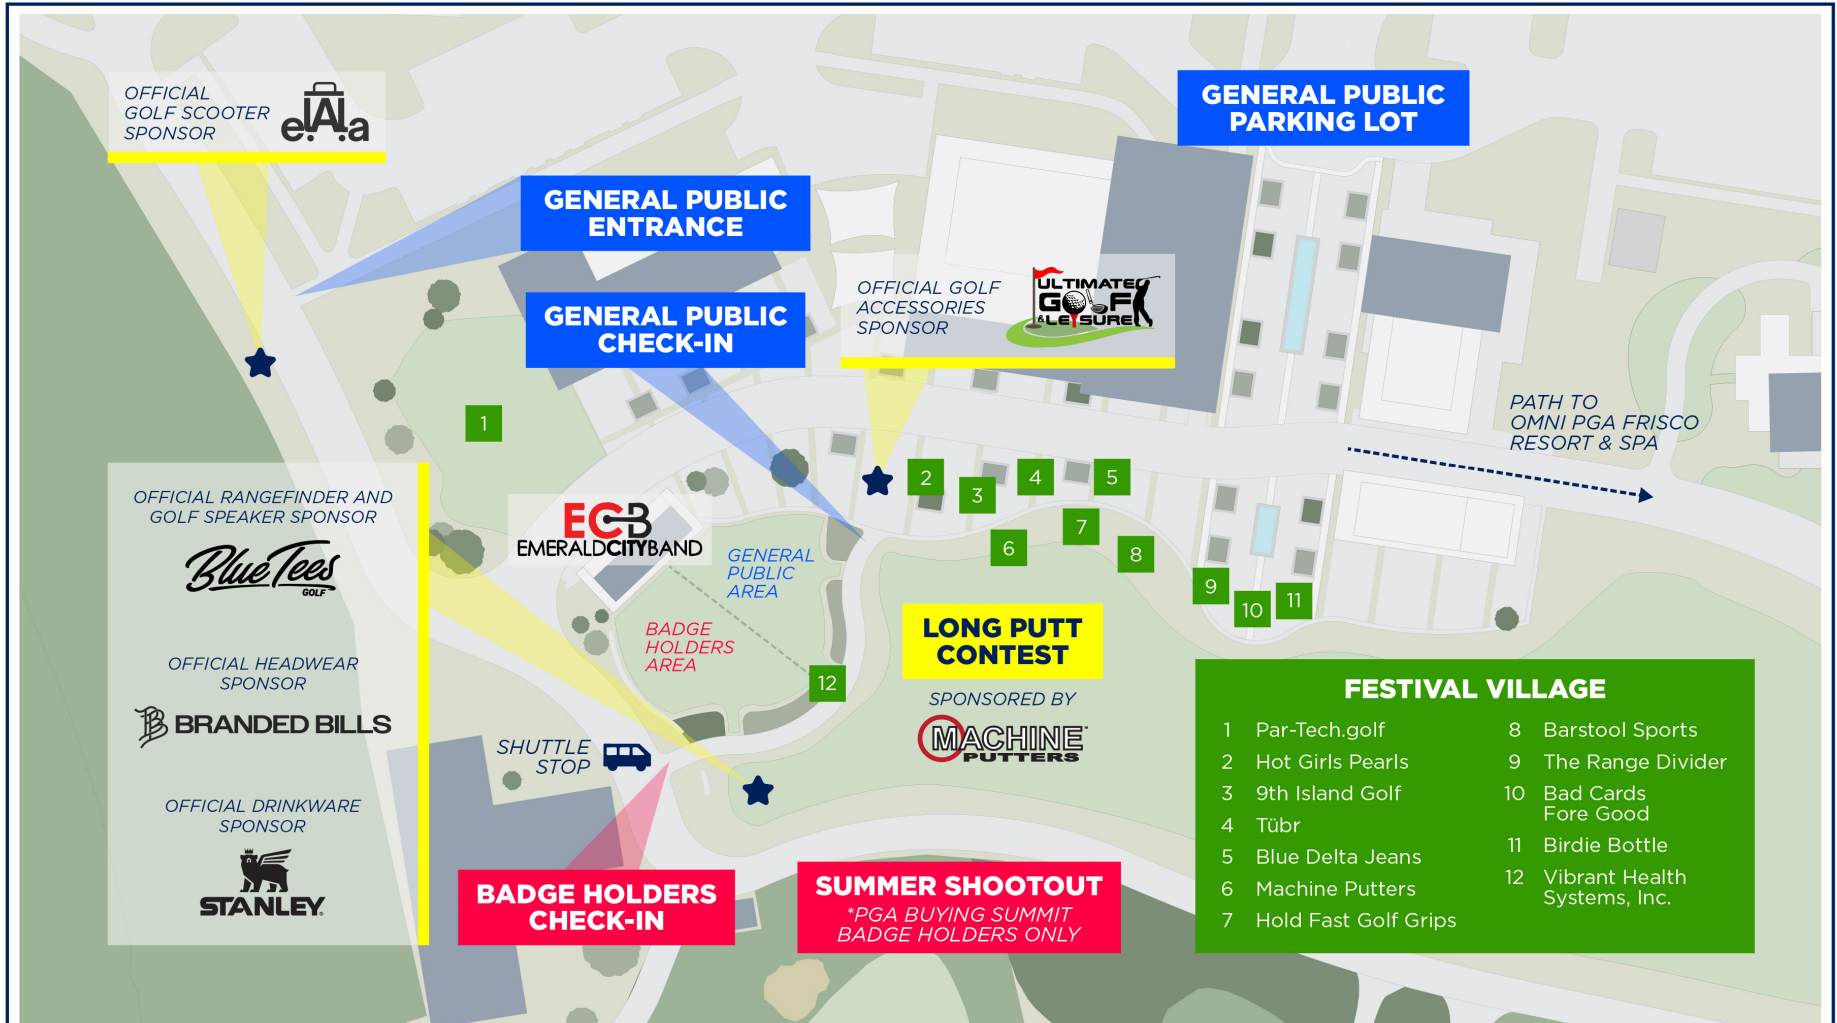 OFFICIAL
GOLF SCOOTER
SPONSOR
eAa
GENERAL PUBLIC
PARKING LOT
GENERAL PUBLIC
ENTRANCE
GENERAL PUBLIC
CHECK-IN
OFFICIAL GOLF
ACCESSORIES
SPONSOR
ULTIMATE
GOLF
&LEISURE
PATH TO
OMNI PGA FRISCO
RESORT & SPA
1
2
3
4
5
6
7
8
9
10
11
12
OFFICIAL RANGEFINDER AND
GOLF SPEAKER SPONSOR
Blue Tees
GOLF
OFFICIAL HEADWEAR
SPONSOR
B BRANDED BILLS
OFFICIAL DRINKWARE
SPONSOR
STANLEY
ECB
EMERALDCITYBAND
GENERAL
PUBLIC
AREA
BADGE
HOLDERS
AREA
LONG PUTT
CONTEST
SPONSORED BY
MACHINE
PUTTERS
SHUTTLE
STOP
BADGE HOLDERS
CHECK-IN
SUMMER SHOOTOUT
*PGA BUYING SUMMIT
BADGE HOLDERS ONLY
FESTIVAL VILLAGE
1 Par-Tech.golf
2 Hot Girls Pearls
3 9th Island Golf
4 Tübr
5 Blue Delta Jeans
6 Machine Putters
7 Hold Fast Golf Grips
8 Barstool Sports
9 The Range Divider
10 Bad Cards
Fore Good
11 Birdie Bottle
12 Vibrant Health
Systems, Inc.